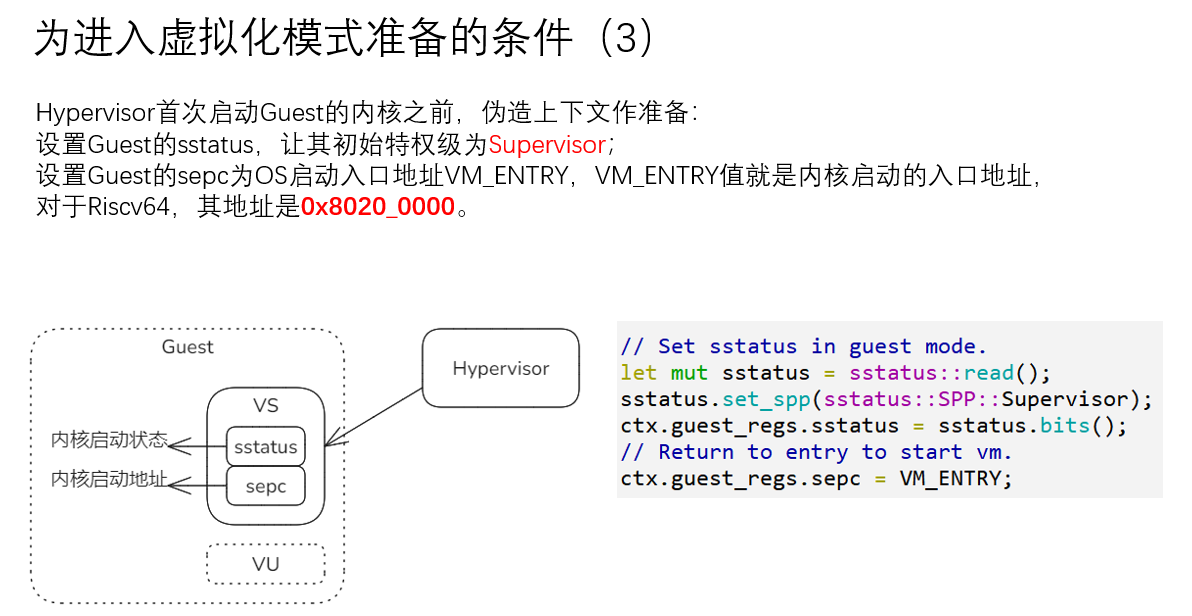 为进入虚拟化模式准备的条件（3）
Hypervisor首次启动Guest的内核之前，伪造上下文作准备：
设置Guest的sstatus，让其初始特权级为Supervisor；
设置Guest的sepc为OS启动入口地址VM_ENTRY，VM_ENTRY值就是内核启动的入口地址，
对于Riscv64，其地址是0x8020_0000。
Guest
VS
内核启动状态
sstatus
内核启动地址
sepc
VU
Hypervisor
// Set sstatus in guest mode.
let mut sstatus = sstatus::read();
sstatus.set_spp(sstatus::SPP::Supervisor);
ctx.guest_regs.sstatus = sstatus.bits();
// Return to entry to start vm.
ctx.guest_regs.sepc = VM_ENTRY;